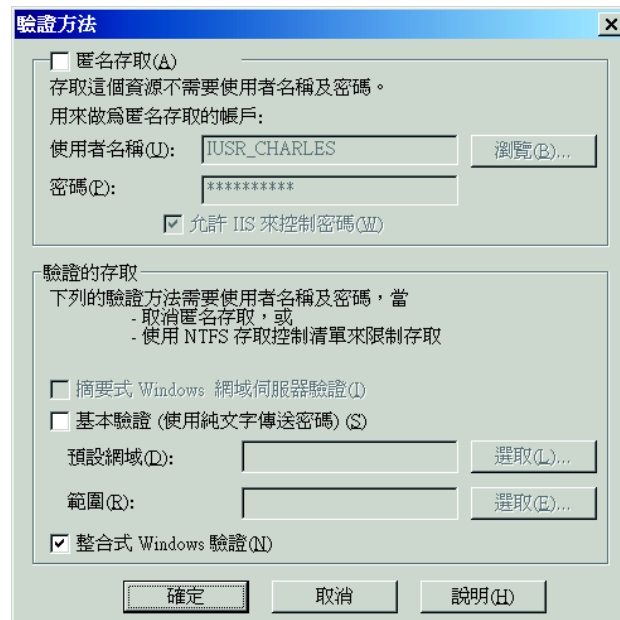 驗證方法
匿名存取(A)
存取這個資源不需要使用者名稱及密碼。
用來做為匿名存取的帳戶:
使用者名稱(U): IUSR_CHARLES 瀏覽(B)...
密碼(P): **********
允許 IIS 來控制密碼(W)
驗證的存取
下列的驗證方法需要使用者名稱及密碼，當
- 取消匿名存取，或
- 使用 NTFS 存取控制清單來限制存取
摘要式 Windows 網域伺服器驗證(I)
基本驗證 (使用純文字傳送密碼) (S)
預設網域(D): 選取(L)...
範圍(R): 選取(E)...
整合式 Windows 驗證(N)
確定 取消 說明(H)